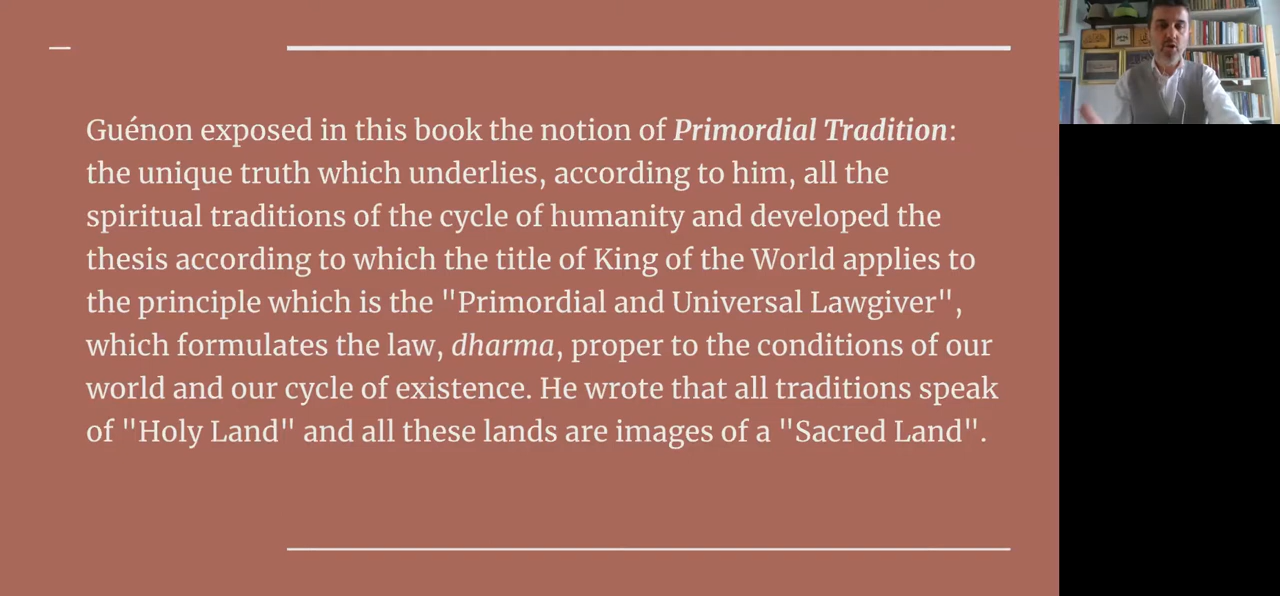 Guénon exposed in this book the notion of Primordial Tradition:
the unique truth which underlies, according to him, all the
spiritual traditions of the cycle of humanity and developed the
thesis according to which the title of King of the World applies to
the principle which is the "Primordial and Universal Lawgiver",
which formulates the law, dharma, proper to the conditions of our
world and our cycle of existence. He wrote that all traditions speak
of "Holy Land" and all these lands are images of a "Sacred Land".